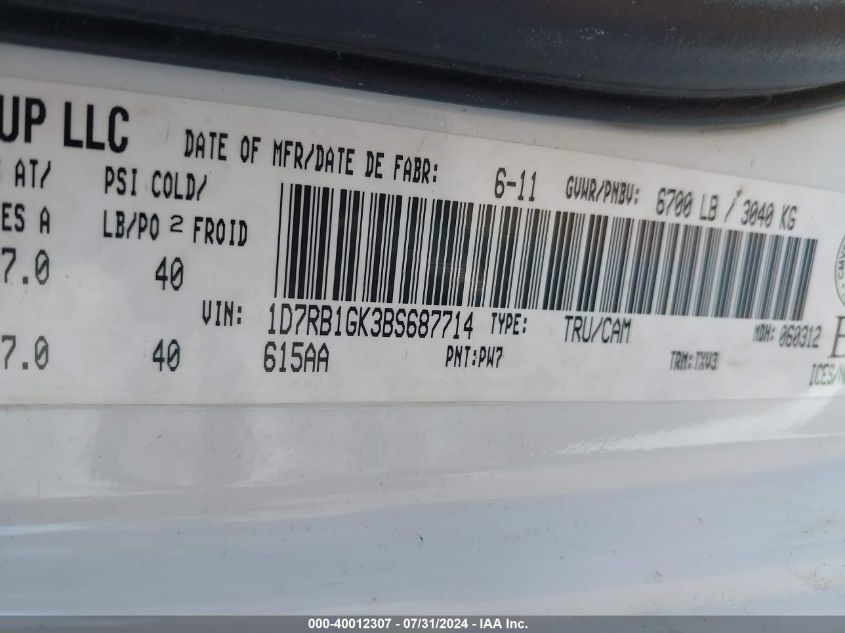 UP LLC
DATE OF MFR/DATE DE FABR: 6-11 GVWR/PNBV: 6700 LB / 3040 KG
AT/ PSI COLD/
ES A LB/PO 2 FROID
7.0 40
VIN: 1D7RB1GK3BS687714 TYPE: TRU/CAM MDH: 060312
7.0 40 615AA PNT:PW7 TRM:TXV3
ICES/N
000-40012307 - 07/31/2024 - IAA Inc.